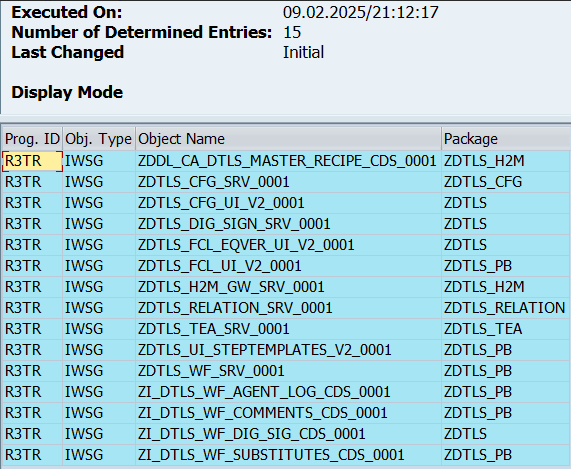 Executed On: 09.02.2025/21:12:17
Number of Determined Entries: 15
Last Changed Initial
Display Mode
Prog. ID Obj. Type Object Name Package
R3TR IWSG ZDDL_CA_DTLS_MASTER_RECIPE_CDS_0001 ZDTLS_H2M
R3TR IWSG ZDTLS_CFG_SRV_0001 ZDTLS_CFG
R3TR IWSG ZDTLS_CFG_UI_V2_0001 ZDTLS
R3TR IWSG ZDTLS_DIG_SIGN_SRV_0001 ZDTLS
R3TR IWSG ZDTLS_FCL_EQVER_UI_V2_0001 ZDTLS
R3TR IWSG ZDTLS_FCL_UI_V2_0001 ZDTLS_PB
R3TR IWSG ZDTLS_H2M_GW_SRV_0001 ZDTLS_H2M
R3TR IWSG ZDTLS_RELATION_SRV_0001 ZDTLS_RELATION
R3TR IWSG ZDTLS_TEA_SRV_0001 ZDTLS_TEA
R3TR IWSG ZDTLS_UI_STEPTEMPLATES_V2_0001 ZDTLS_PB
R3TR IWSG ZDTLS_WF_SRV_0001 ZDTLS_PB
R3TR IWSG ZI_DTLS_WF_AGENT_LOG_CDS_0001 ZDTLS_PB
R3TR IWSG ZI_DTLS_WF_COMMENTS_CDS_0001 ZDTLS_PB
R3TR IWSG ZI_DTLS_WF_DIG_SIG_CDS_0001 ZDTLS
R3TR IWSG ZI_DTLS_WF_SUBSTITUTES_CDS_0001 ZDTLS_PB